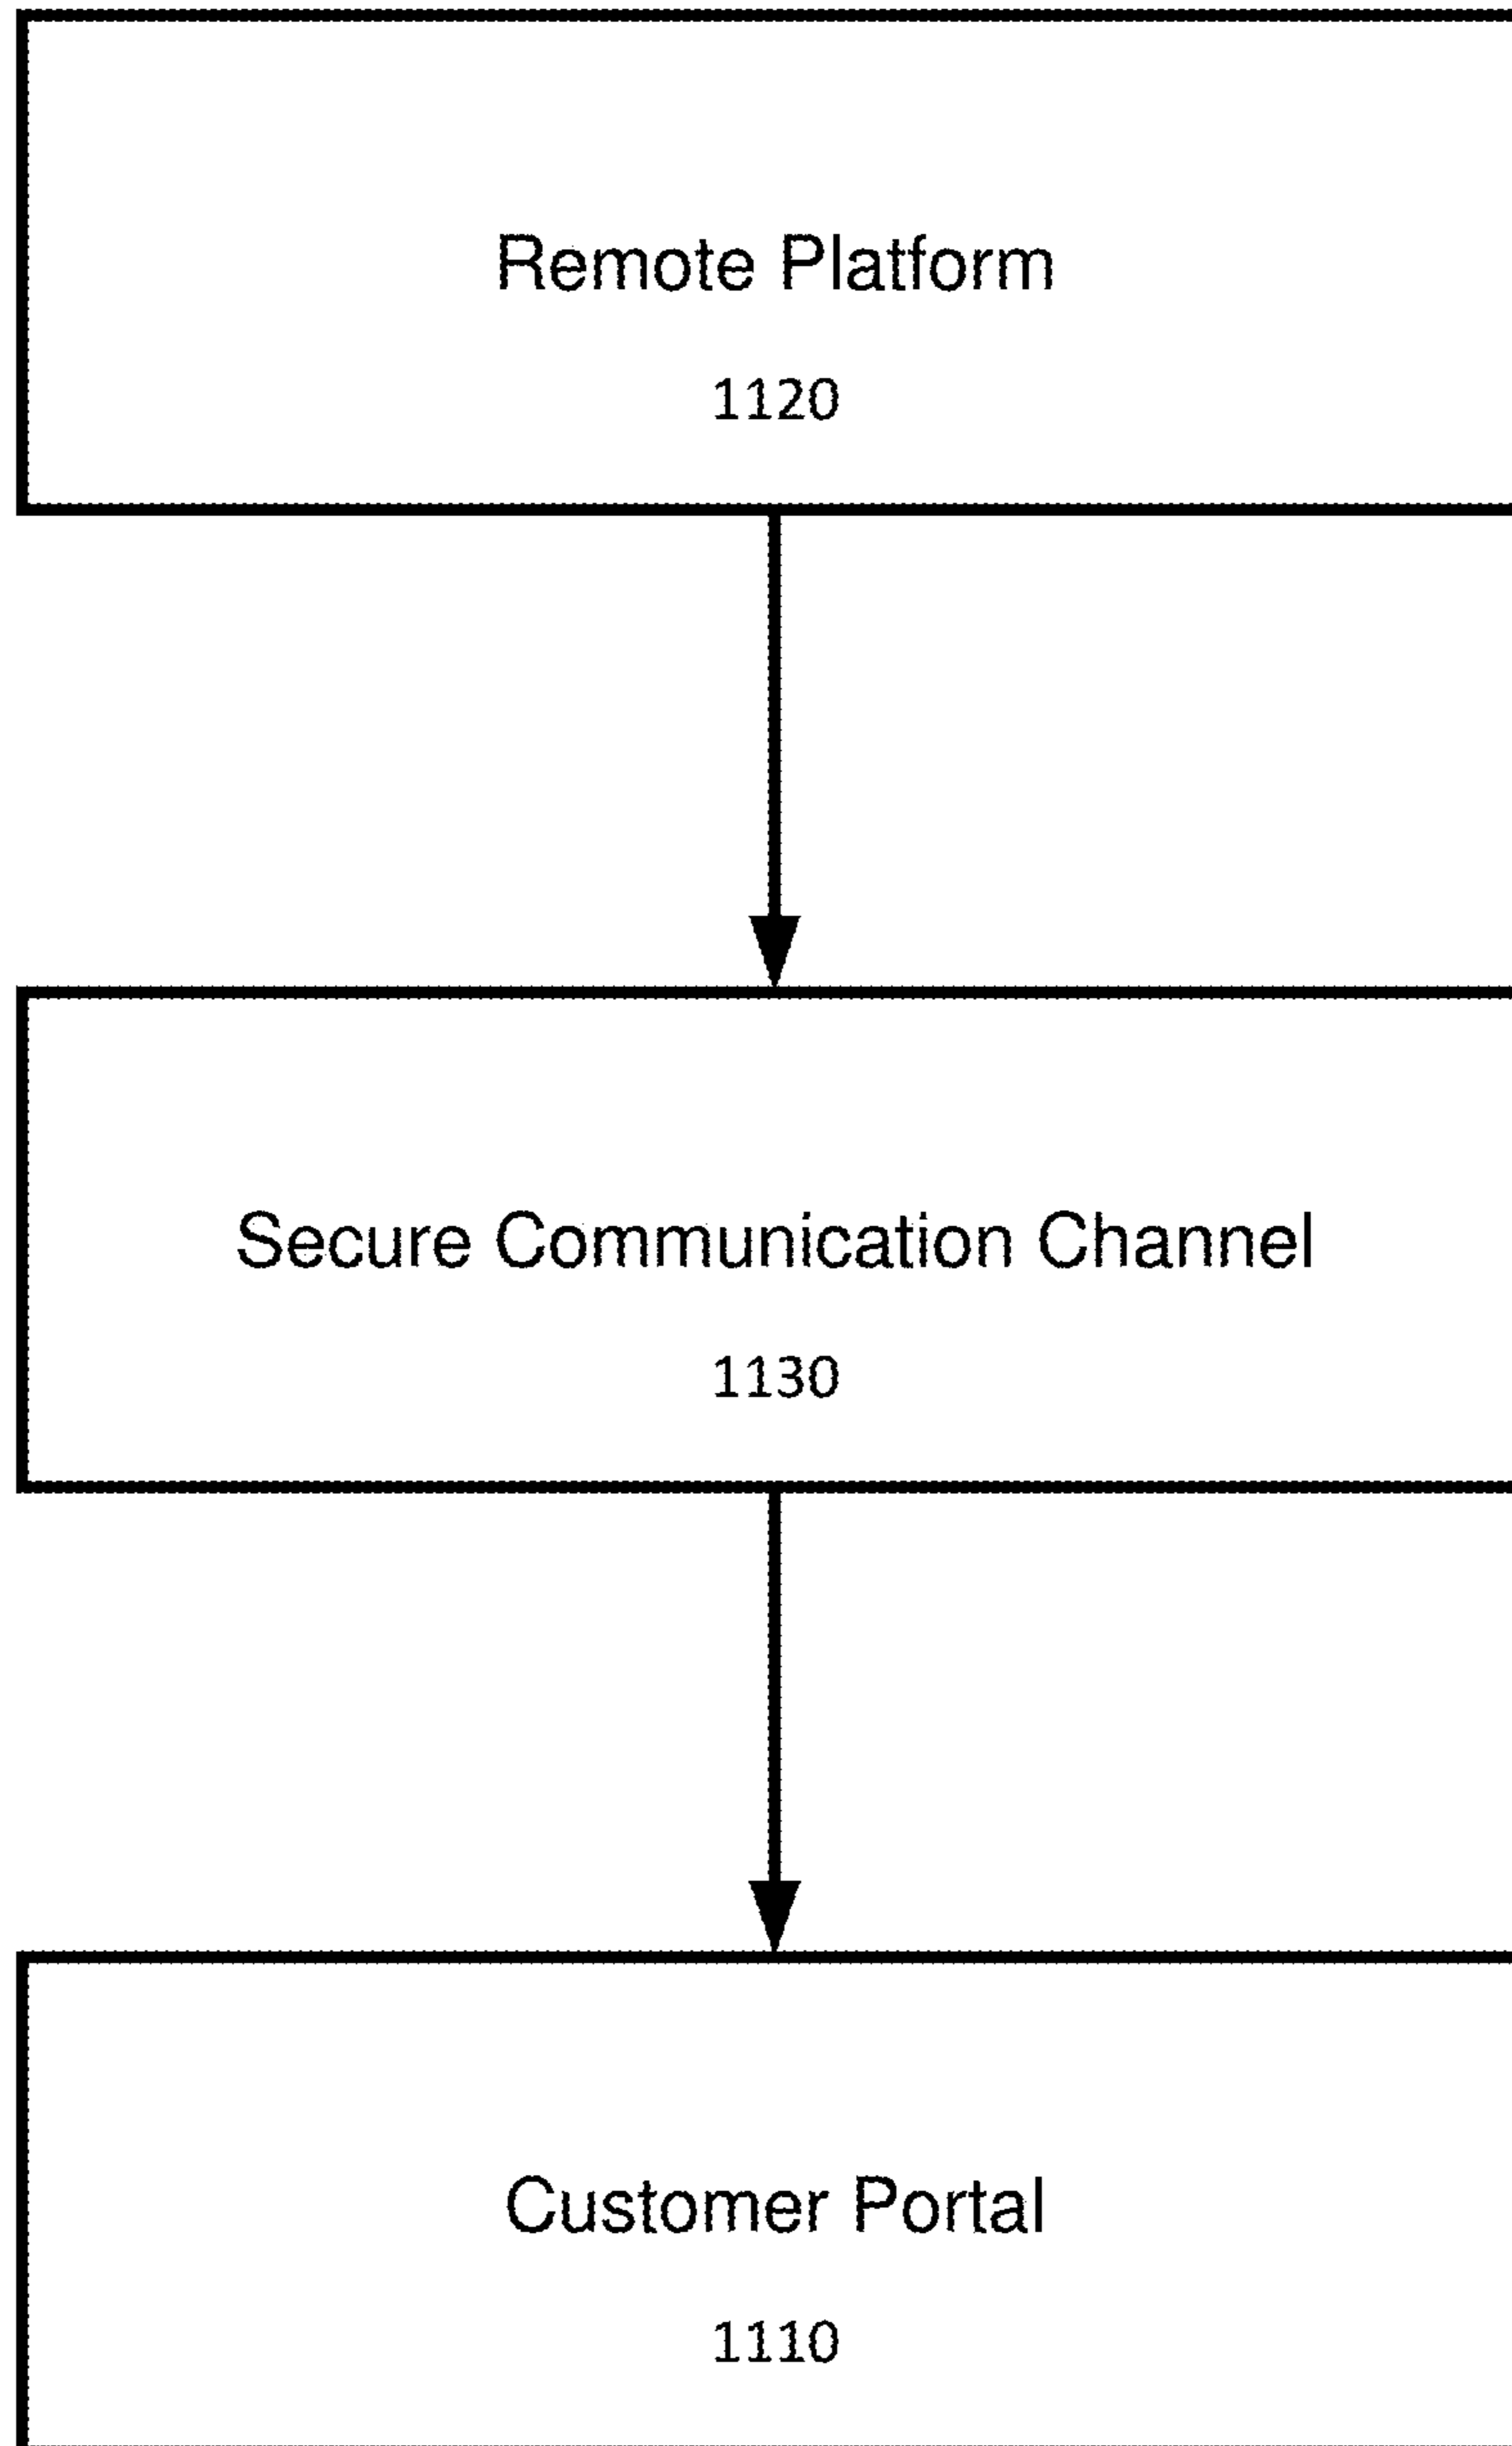 Remote Platform
1120
Secure Communication Channel
1130
Customer Portal
1110